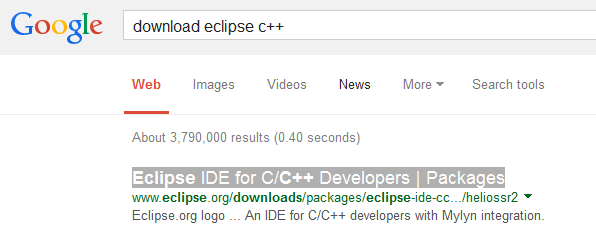 Google
download eclipse c++
Web Images Videos News More Search tools
About 3,790,000 results (0.40 seconds)
Eclipse IDE for C/C++ Developers | Packages
www.eclipse.org/downloads/packages/eclipse-ide-cc.../heliossr2
Eclipse.org logo ... An IDE for C/C++ developers with Mylyn integration.